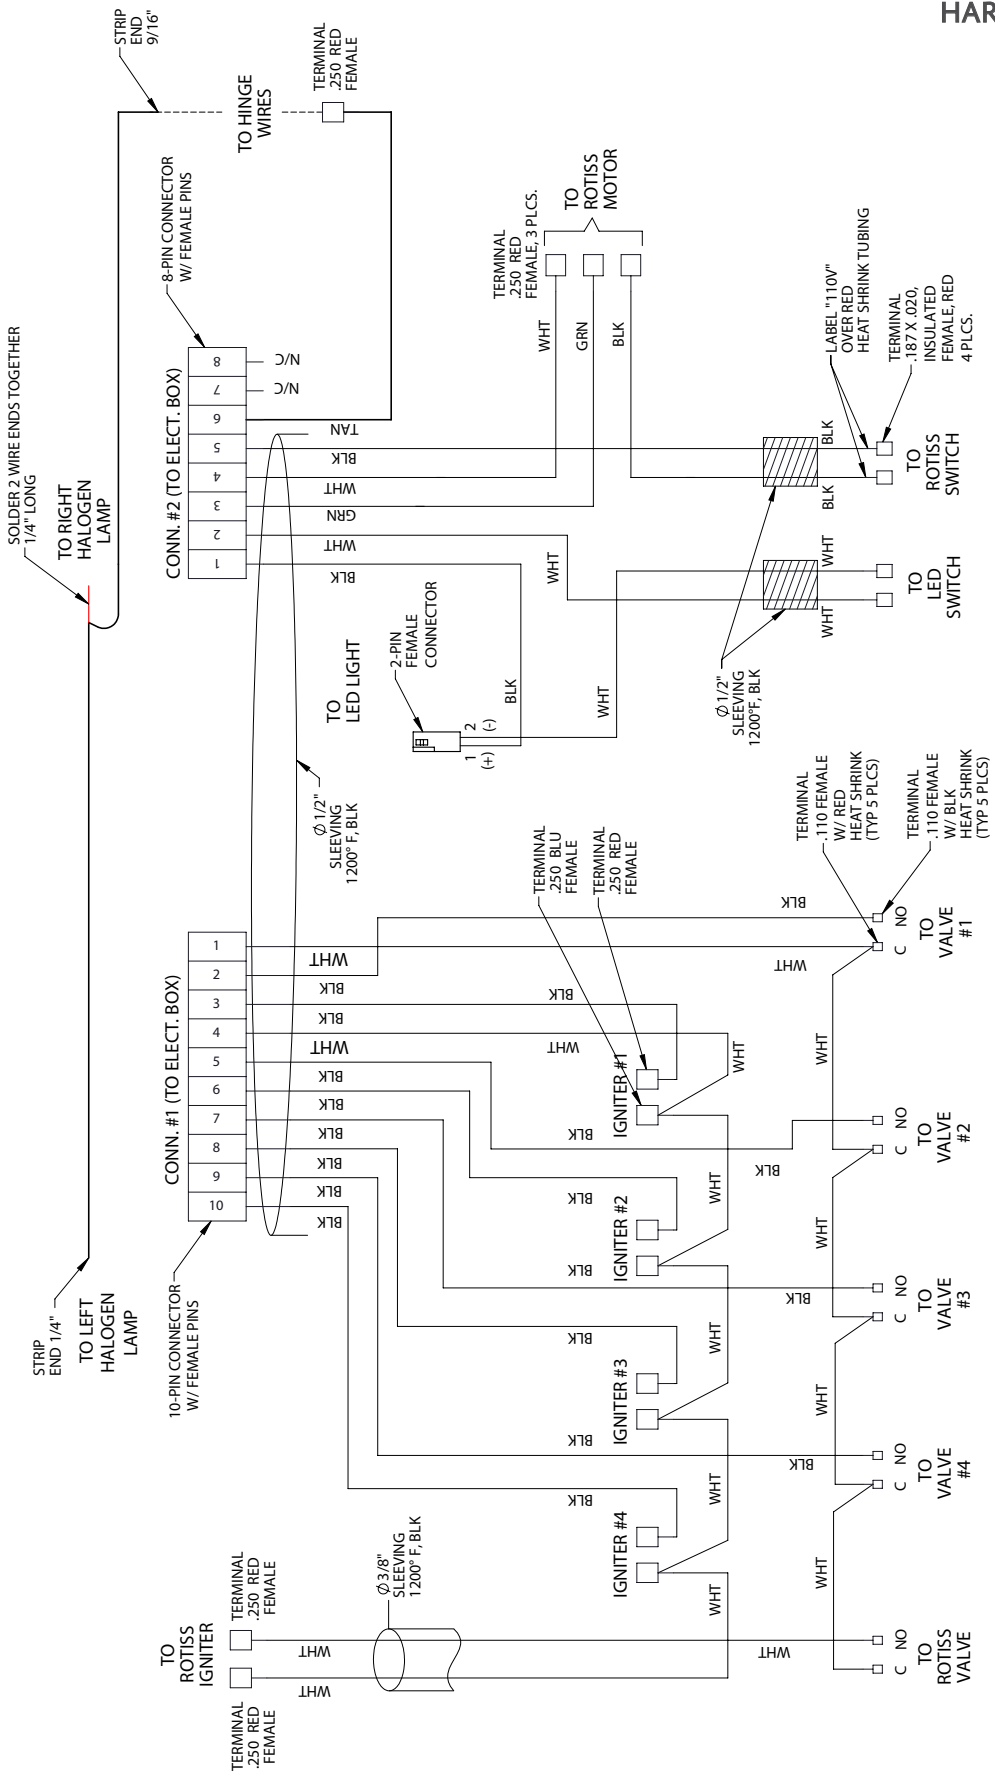 HAR
STRIP
END
9/16"
TERMINAL
.250 RED
FEMALE
TO HINGE
WIRES
SOLDER 2 WIRE ENDS TOGETHER
1/4" LONG
TO RIGHT
HALOGEN
LAMP
8-PIN CONNECTOR
W/ FEMALE PINS
CONN. #2 (TO ELECT. BOX)
8
7
6
5
4
3
2
1
N/C
N/C
TAN
BLK
WHT
GRN
WHT
BLK
TERMINAL
.250 RED
FEMALE, 3 PLCS.
TO
ROTISS
MOTOR
WHT
GRN
BLK
LABEL "110V"
OVER RED
HEAT SHRINK TUBING
TERMINAL
.187 X .020,
INSULATED
FEMALE, RED
4 PLCS.
BLK
BLK
TO
ROTISS
SWITCH
WHT
WHT
WHT
TO
LED
SWITCH
Ø 1/2"
SLEEVING
1200°F, BLK
TO
LED LIGHT
2-PIN
FEMALE
CONNECTOR
1
(+)
2
(-)
BLK
WHT
Ø 1/2"
SLEEVING
1200° F, BLK
STRIP
END 1/4"
TO LEFT
HALOGEN
LAMP
10-PIN CONNECTOR
W/ FEMALE PINS
CONN. #1 (TO ELECT. BOX)
1
2
3
4
5
6
7
8
9
10
WHT
BLK
BLK
WHT
BLK
BLK
BLK
BLK
BLK
TERMINAL
.250 BLU
FEMALE
TERMINAL
.250 RED
FEMALE
TERMINAL
.110 FEMALE
W/ RED
HEAT SHRINK
(TYP 5 PLCS)
TERMINAL
.110 FEMALE
W/ BLK
HEAT SHRINK
(TYP 5 PLCS)
BLK
WHT
C
NO
TO
VALVE
#1
BLK
WHT
IGNITER #1
WHT
WHT
BLK
BLK
C
NO
TO
VALVE
#2
BLK
IGNITER #2
WHT
WHT
BLK
BLK
C
NO
TO
VALVE
#3
BLK
IGNITER #3
WHT
WHT
BLK
BLK
C
NO
TO
VALVE
#4
BLK
IGNITER #4
WHT
WHT
WHT
TO
ROTISS
IGNITER
TERMINAL
.250 RED
FEMALE
TERMINAL
.250 RED
FEMALE
Ø 3/8"
SLEEVING
1200° F, BLK
WHT
WHT
WHT
C
NO
TO
ROTISS
VALVE